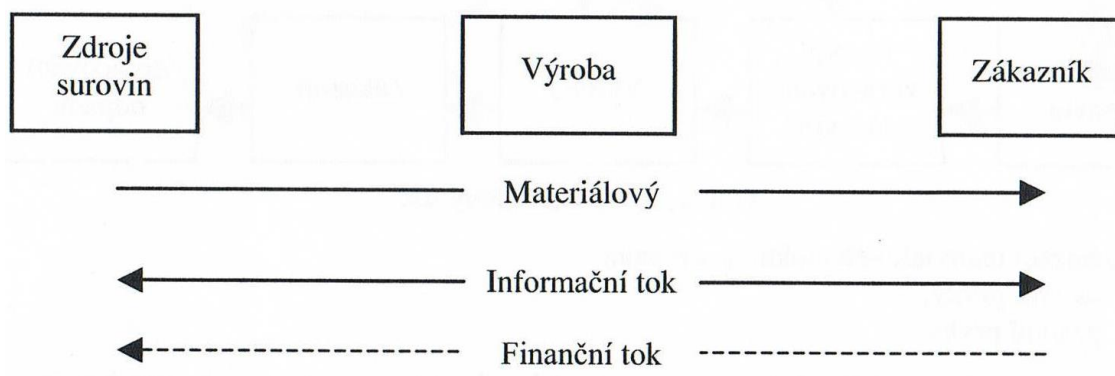 Zdroje
surovin
Výroba
Zákazník
Materiálový
Informační tok
Finanční tok